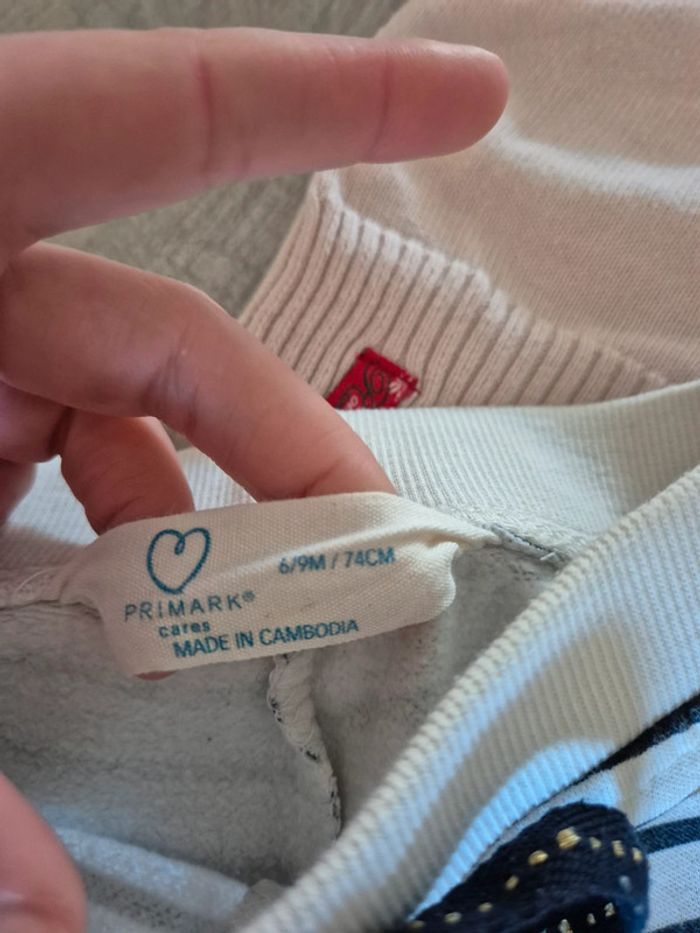 6/9M / 74CM
PRIMARK®
cares
MADE IN CAMBODIA